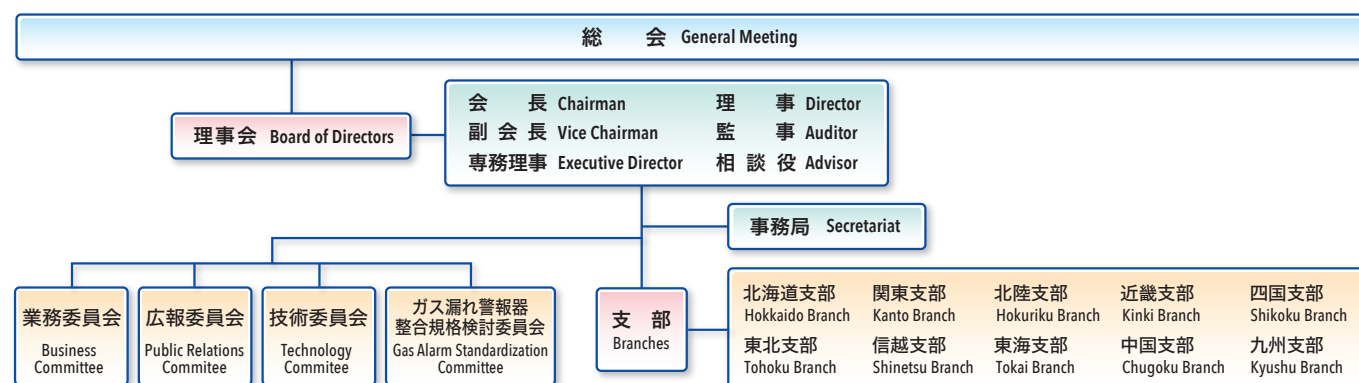 総 会 General Meeting
理事会 Board of Directors
会 長 Chairman
理 事 Director
副 会 長 Vice Chairman
監 事 Auditor
専務理事 Executive Director
相 談 役 Advisor
事務局 Secretariat
業務委員会
Business
Committee
広報委員会
Public Relations
Commitee
技術委員会
Technology
Commitee
ガス漏れ警報器
整合規格検討委員会
Gas Alarm Standardization
Committee
支 部
Branches
北海道支部
Hokkaido Branch
関東支部
Kanto Branch
北陸支部
Hokuriku Branch
近畿支部
Kinki Branch
四国支部
Shikoku Branch
東北支部
Tohoku Branch
信越支部
Shinetsu Branch
東海支部
Tokai Branch
中国支部
Chugoku Branch
九州支部
Kyushu Branch